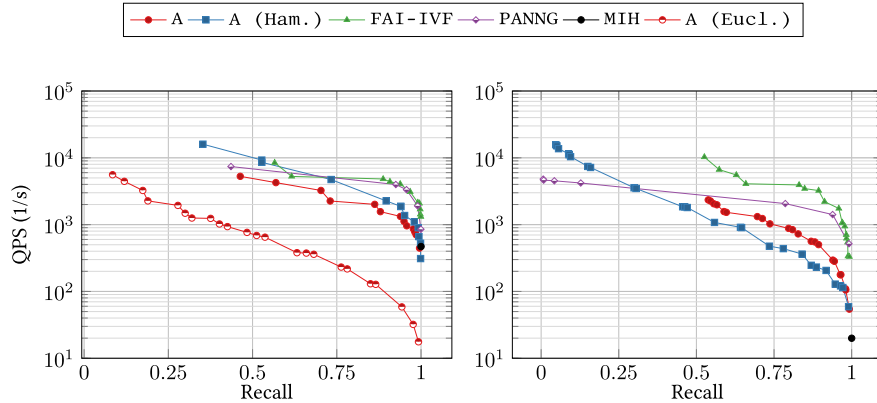 A A (Ham.) FAI-IVF PANNG MIH A (Eucl.)
10^5 10^5
10^4 10^4
10^3 10^3
10^2 10^2
10^1 10^1
QPS (1/s)
0 0.25 0.5 0.75 1 0 0.25 0.5 0.75 1
Recall Recall